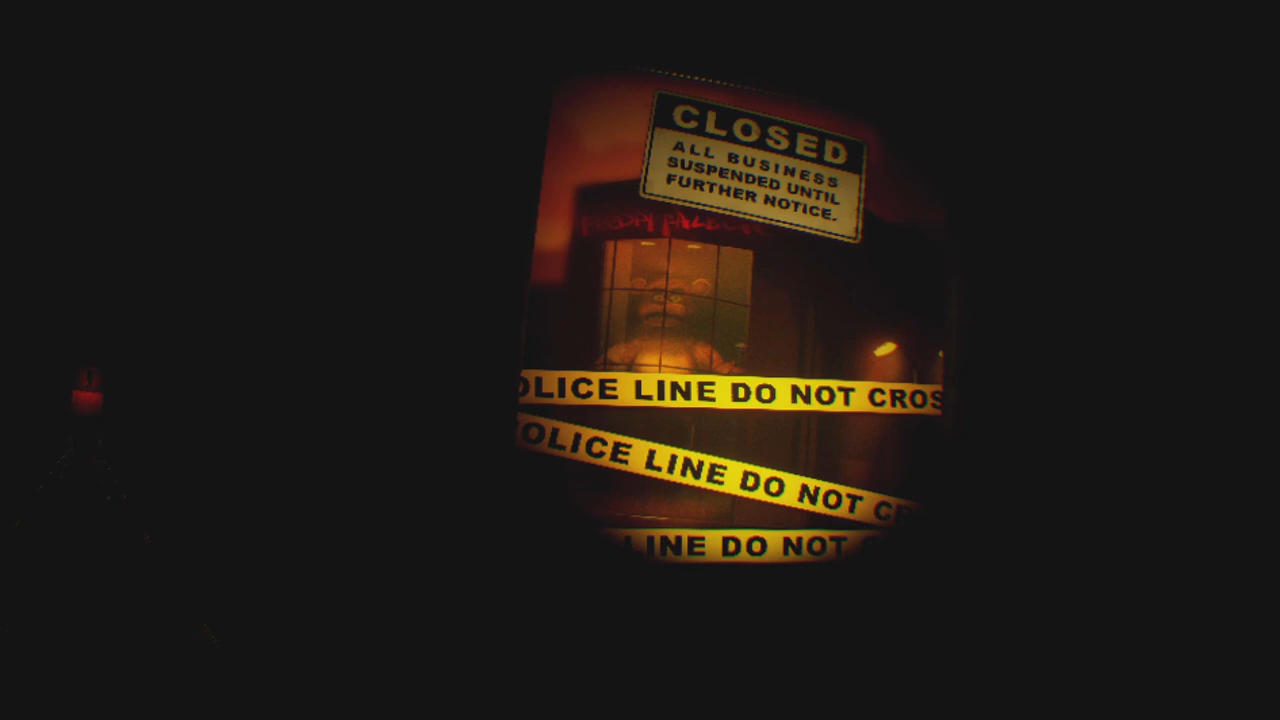 CLOSED
ALL BUSINESS
SUSPENDED UNTIL
FURTHER NOTICE.
OLICE LINE DO NOT CROS
OLICE LINE DO NOT
LINE DO NOT